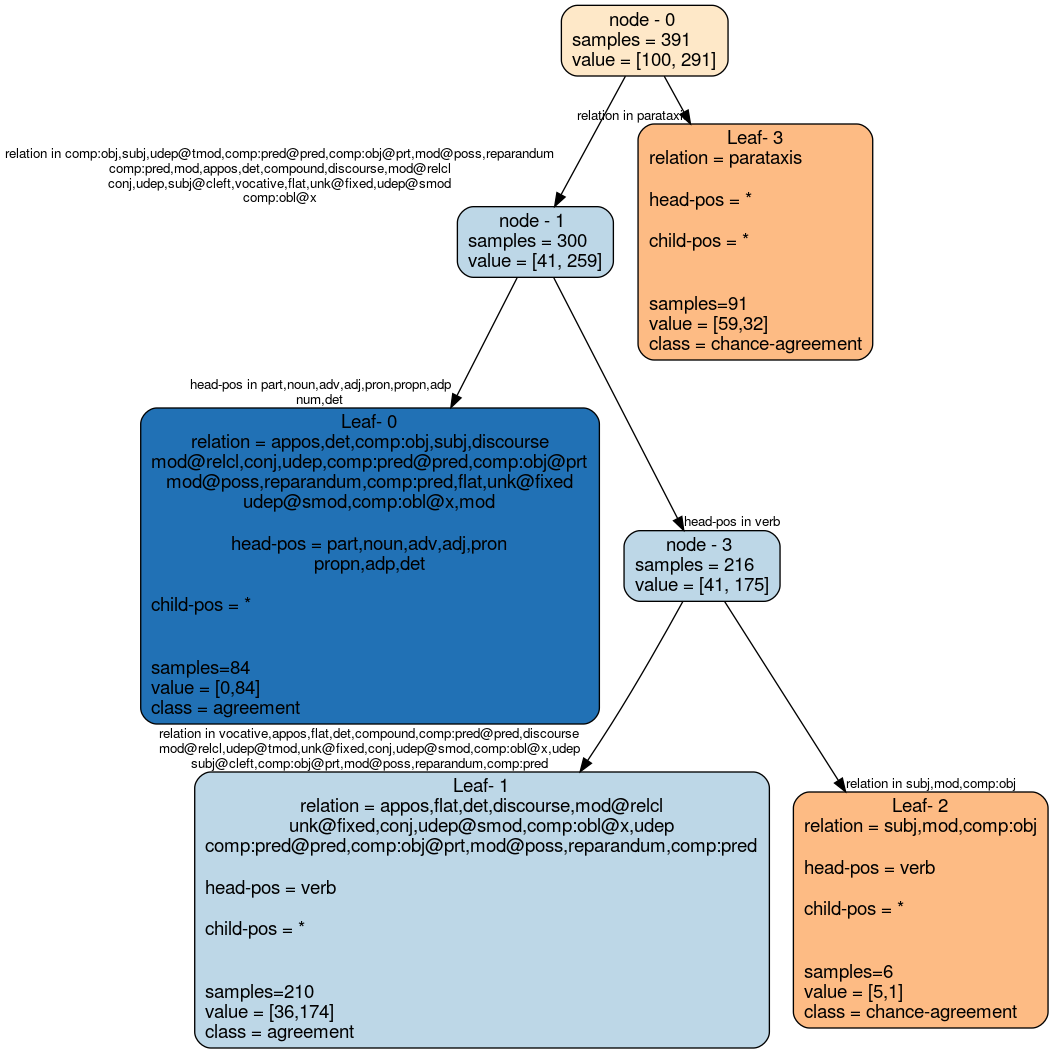 node - 0
samples = 391
value = [100, 291]
relation in parataxis
Leaf- 3
relation = parataxis
head-pos = *
child-pos = *
samples=91
value = [59,32]
class = chance-agreement
relation in comp:obj,subj,udep@tmod,comp:pred@pred,comp:obj@prt,mod@poss,reparandum
comp:pred,mod,appos,det,compound,discourse,mod@relcl
conj,udep,subj@cleft,vocative,flat,unk@fixed,udep@smod
comp:obl@x
node - 1
samples = 300
value = [41, 259]
head-pos in part,noun,adv,adj,pron,propn,adp
num,det
Leaf- 0
relation = appos,det,comp:obj,subj,discourse
mod@relcl,conj,udep,comp:pred@pred,comp:obj@prt
mod@poss,reparandum,comp:pred,flat,unk@fixed
udep@smod,comp:obl@x,mod
head-pos = part,noun,adv,adj,pron
propn,adp,det
child-pos = *
samples=84
value = [0,84]
class = agreement
head-pos in verb
node - 3
samples = 216
value = [41, 175]
relation in vocative,appos,flat,det,compound,comp:pred@pred,discourse
mod@relcl,udep@tmod,unk@fixed,conj,udep@smod,comp:obl@x,udep
subj@cleft,comp:obj@prt,mod@poss,reparandum,comp:pred
Leaf- 1
relation = appos,flat,det,discourse,mod@relcl
unk@fixed,conj,udep@smod,comp:obl@x,udep
comp:pred@pred,comp:obj@prt,mod@poss,reparandum,comp:pred
head-pos = verb
child-pos = *
samples=210
value = [36,174]
class = agreement
relation in subj,mod,comp:obj
Leaf- 2
relation = subj,mod,comp:obj
head-pos = verb
child-pos = *
samples=6
value = [5,1]
class = chance-agreement